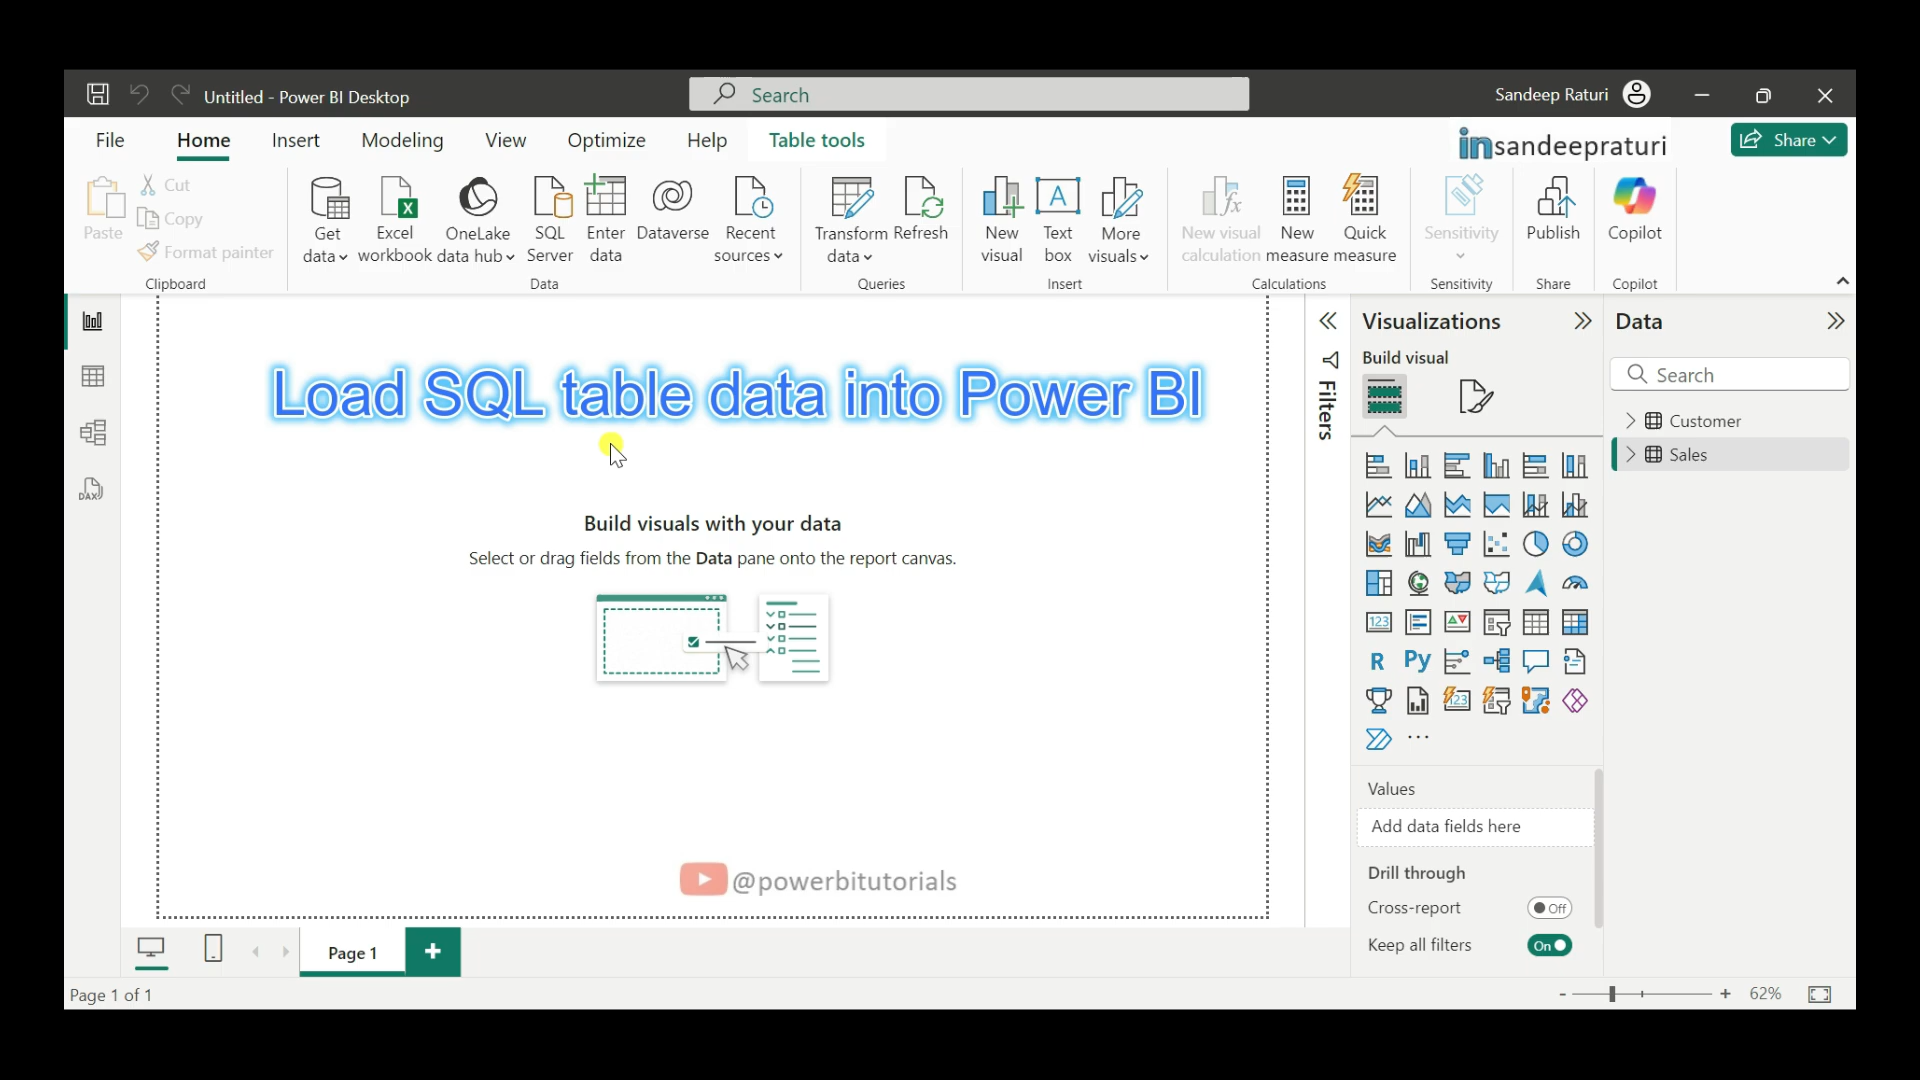 Untitled - Power BI Desktop
Search
Sandeep Raturi
File Home Insert Modeling View Optimize Help Table tools
insandeepraturi
Share
Paste
Cut
Copy
Format painter
Clipboard
Get data
Excel workbook
OneLake data hub
SQL Server
Enter data
Dataverse
Recent sources
Data
Transform data
Refresh
Queries
New visual
Text box
More visuals
Insert
New visual calculation
New measure
Quick measure
Calculations
Sensitivity
Sensitivity
Publish
Share
Copilot
Copilot
DAX
Load SQL table data into Power BI
Build visuals with your data
Select or drag fields from the Data pane onto the report canvas.
@powerbitutorials
Filters
Visualizations
Build visual
123
R
Py
123
Values
Add data fields here
Drill through
Cross-report
Off
Keep all filters
On
Data
Search
Customer
Sales
Page 1
+
Page 1 of 1
- + 62%